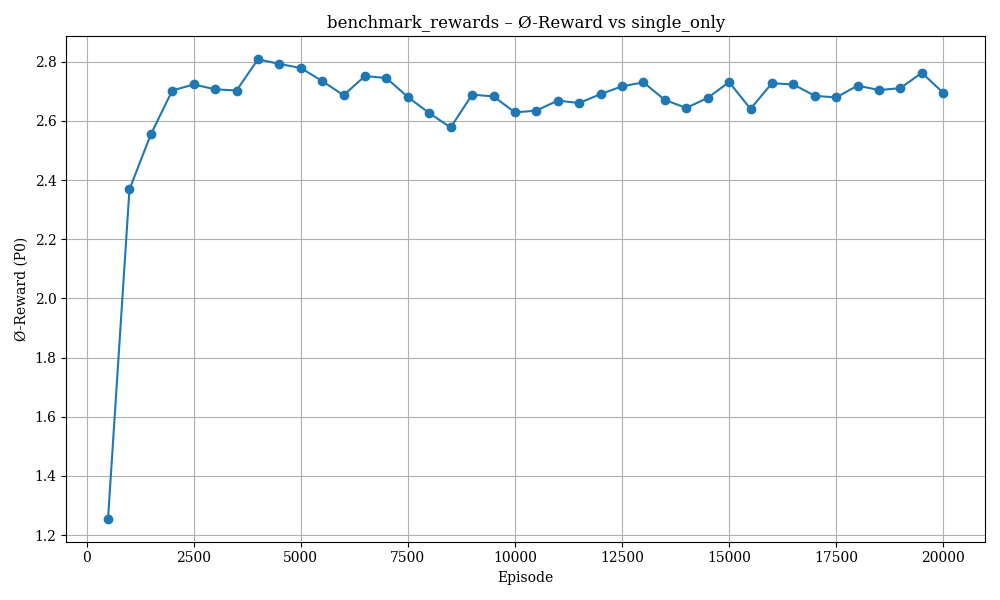 benchmark_rewards – Ø-Reward vs single_only
Ø-Reward (P0)
2.8
2.6
2.4
2.2
2.0
1.8
1.6
1.4
1.2
0 2500 5000 7500 10000 12500 15000 17500 20000
Episode